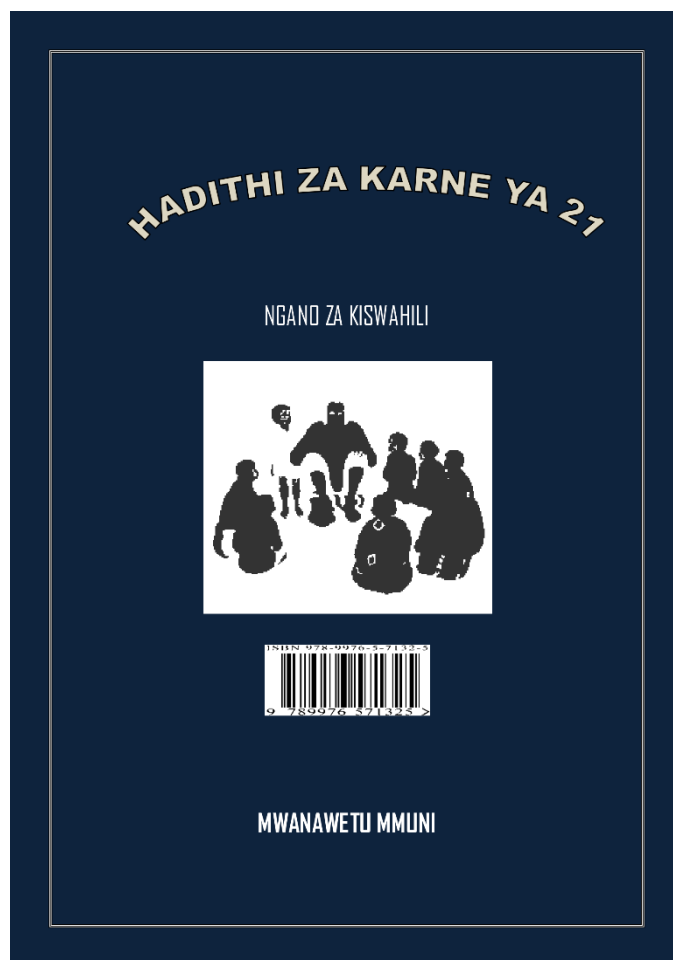 HADITHI ZA KARNE YA 21
NGANO ZA KISWAHILI
ISBN 978-9976-5-7132-5
9 789976 571325 >
MWANAWETU MMUNI